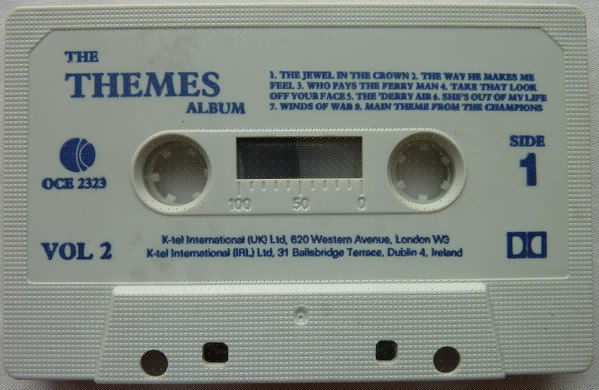 THE
THEMES
ALBUM
1. THE JEWEL IN THE CROWN 2. THE WAY HE MAKES ME
FEEL 3. WHO PAYS THE FERRY MAN 4. TAKE THAT LOOK
OFF YOUR FACE 5. THE 'DERRY AIR 6. SHE'S OUT OF MY LIFE
7. WINDS OF WAR 8. MAIN THEME FROM THE CHAMPIONS
K
OCE 2323
SIDE
1
100 50 0
VOL 2
K-tel International (UK) Ltd, 620 Western Avenue, London W3
K-tel International (IRL) Ltd, 31 Ballsbridge Terrace, Dublin 4, Ireland